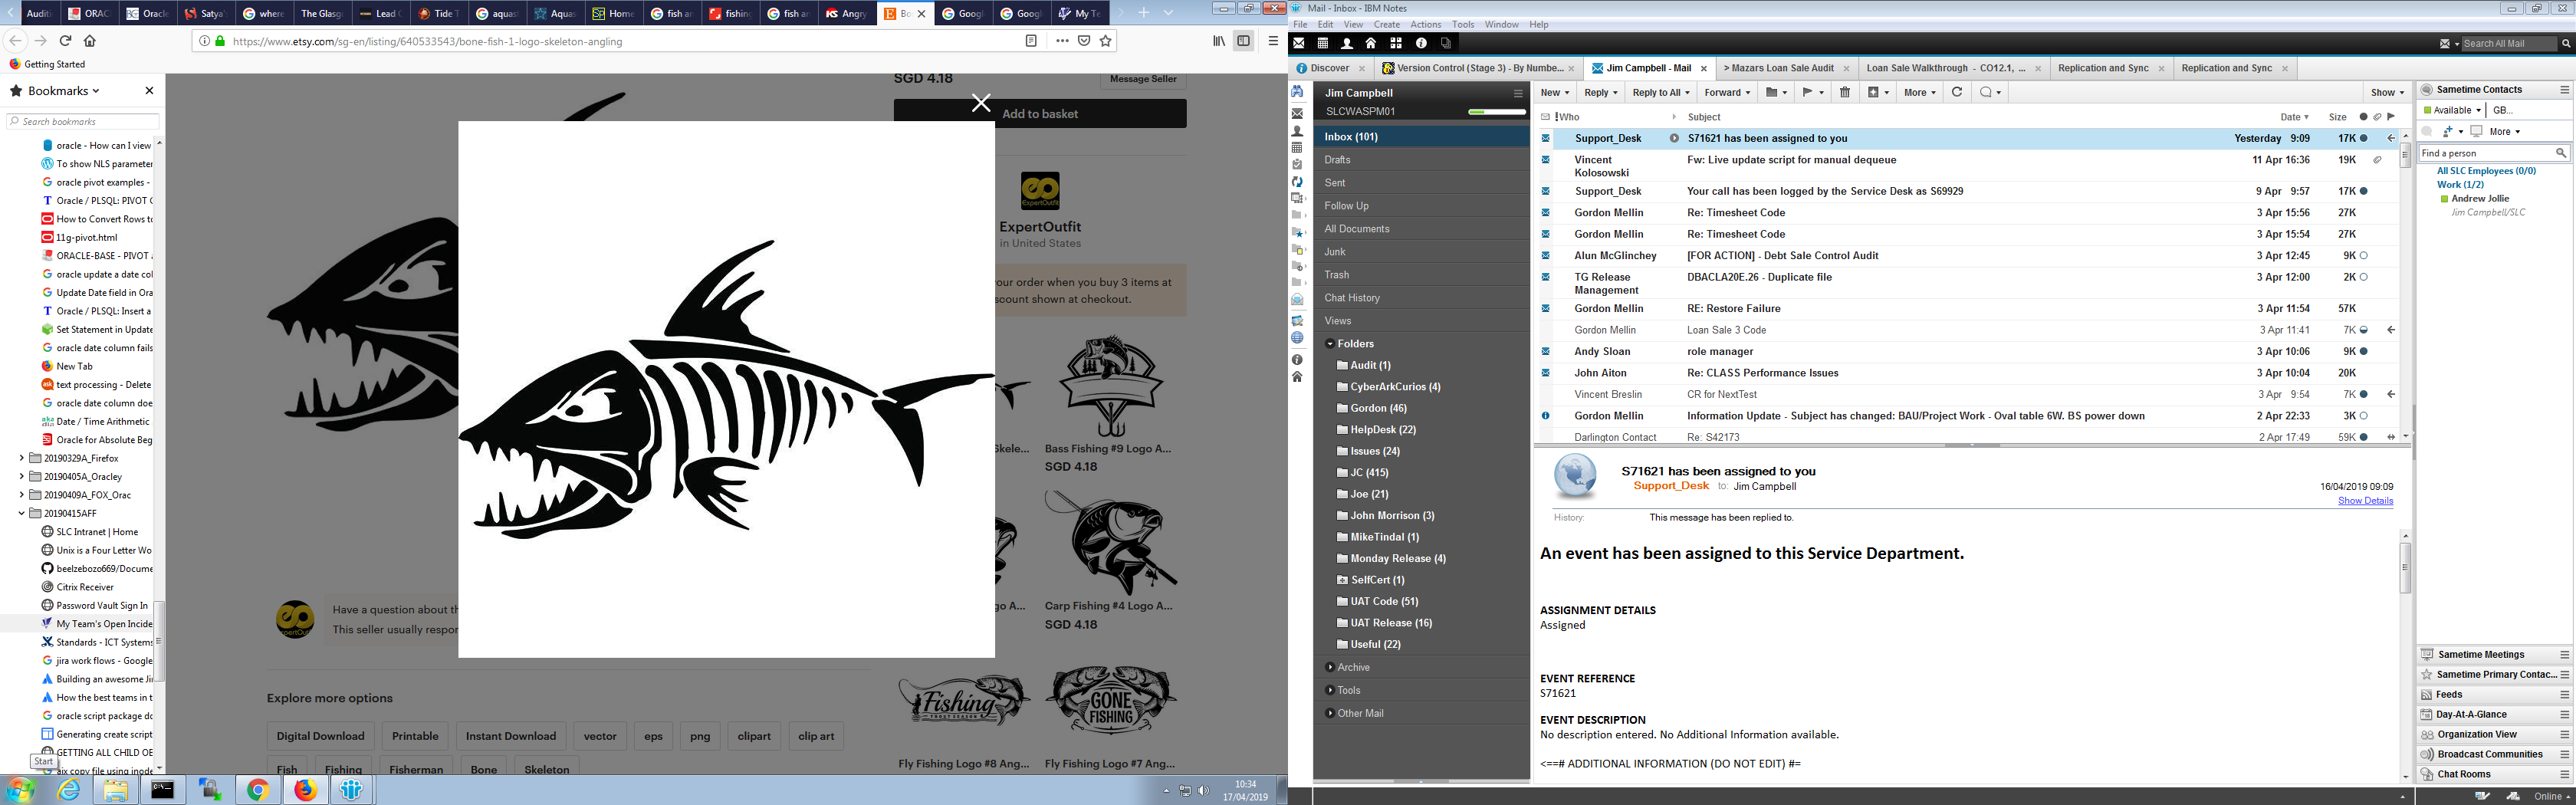 Auditi
ORAC
Oracle
Satya'
where
The Glasg
Lead C
Tide T
aquast
Aquas
Home
fish ar
fishing
fish ar
Angry
Bo
Googl
Googl
My Te
https://www.etsy.com/sg-en/listing/640533543/bone-fish-1-logo-skeleton-angling
Getting Started
Bookmarks
Search bookmarks
oracle - How can I view
To show NLS parameter
oracle pivot examples -
Oracle / PLSQL: PIVOT C
How to Convert Rows to
11g-pivot.html
ORACLE-BASE - PIVOT a
oracle update a date col
Update Date field in Ora
Oracle / PLSQL: Insert a
Set Statement in Update
oracle date column fails
New Tab
text processing - Delete
oracle date column doe
Date / Time Arithmetic
Oracle for Absolute Beg
20190329A_Firefox
20190405A_Oracley
20190409A_FOX_Orac
20190415AFF
SLC Intranet | Home
Unix is a Four Letter Wo
beelzebozo669/Docume
Citrix Receiver
Password Vault Sign In
My Team's Open Incide
Standards - ICT Systems
jira work flows - Google
Building an awesome Ji
How the best teams in t
oracle script package dc
Generating create script
GETTING ALL CHILD OE
aix copy file using inode
Start
SGD 4.18
Message Seller
Add to basket
ExpertOutfit
ExpertOutfit
in United States
your order when you buy 3 items at
scount shown at checkout.
Skele...
Bass Fishing #9 Logo A...
SGD 4.18
go A...
Carp Fishing #4 Logo A...
SGD 4.18
Have a question about th
This seller usually respor
Explore more options
Digital Download
Printable
Instant Download
vector
eps
png
clipart
clip art
Fish
Fishing
Fisherman
Bone
Skeleton
Fishing
GONE
FISHING
Fly Fishing Logo #8 Ang...
Fly Fishing Logo #7 Ang...
10:34
17/04/2019
Mail - Inbox - IBM Notes
File Edit View Create Actions Tools Window Help
Search All Mail
Discover
Version Control (Stage 3) - By Numbe...
Jim Campbell - Mail
> Mazars Loan Sale Audit
Loan Sale Walkthrough - CO12.1, ...
Replication and Sync
Replication and Sync
Jim Campbell
SLCWASPM01
Inbox (101)
Drafts
Sent
Follow Up
All Documents
Junk
Trash
Chat History
Views
Folders
Audit (1)
CyberArkCurios (4)
Gordon (46)
HelpDesk (22)
Issues (24)
JC (415)
Joe (21)
John Morrison (3)
MikeTindal (1)
Monday Release (4)
SelfCert (1)
UAT Code (51)
UAT Release (16)
Useful (22)
Archive
Tools
Other Mail
New Reply Reply to All Forward More Show
Who Subject Date Size
Support_Desk S71621 has been assigned to you Yesterday 9:09 17K
Vincent Kolosowski Fw: Live update script for manual dequeue 11 Apr 16:36 19K
Support_Desk Your call has been logged by the Service Desk as S69929 9 Apr 9:57 17K
Gordon Mellin Re: Timesheet Code 3 Apr 15:56 27K
Gordon Mellin Re: Timesheet Code 3 Apr 15:54 27K
Alun McGlinchey [FOR ACTION] - Debt Sale Control Audit 3 Apr 12:45 9K
TG Release Management DBACLA20E.26 - Duplicate file 3 Apr 12:00 2K
Gordon Mellin RE: Restore Failure 3 Apr 11:54 57K
Gordon Mellin Loan Sale 3 Code 3 Apr 11:41 7K
Andy Sloan role manager 3 Apr 10:06 9K
John Aiton Re: CLASS Performance Issues 3 Apr 10:04 20K
Vincent Breslin CR for NextTest 3 Apr 9:54 7K
Gordon Mellin Information Update - Subject has changed: BAU/Project Work - Oval table 6W. BS power down 2 Apr 22:33 3K
Darlington Contact Re: S42173 2 Apr 17:49 59K
S71621 has been assigned to you
Support_Desk to: Jim Campbell
16/04/2019 09:09
Show Details
History: This message has been replied to.
An event has been assigned to this Service Department.
ASSIGNMENT DETAILS
Assigned
EVENT REFERENCE
S71621
EVENT DESCRIPTION
No description entered. No Additional Information available.
<==# ADDITIONAL INFORMATION (DO NOT EDIT) #=
Sametime Contacts
Available
GB...
More
Find a person
All SLC Employees (0/0)
Work (1/2)
Andrew Jollie
Jim Campbell/SLC
Sametime Meetings
Sametime Primary Contac...
Feeds
Day-At-A-Glance
Organization View
Broadcast Communities
Chat Rooms
Online